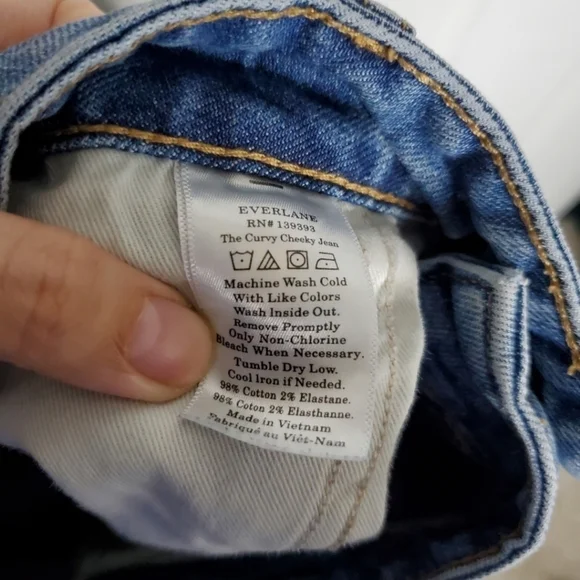 EVERLANE
RN# 139393
The Curvy Cheeky Jean
Machine Wash Cold
With Like Colors
Wash Inside Out.
Remove Promptly
Only Non-Chlorine
Bleach When Necessary.
Tumble Dry Low.
Cool Iron if Needed.
98% Cotton 2% Elastane.
98% Coton 2% Elasthanne.
Made in Vietnam
Fabriqué au Viêt-Nam